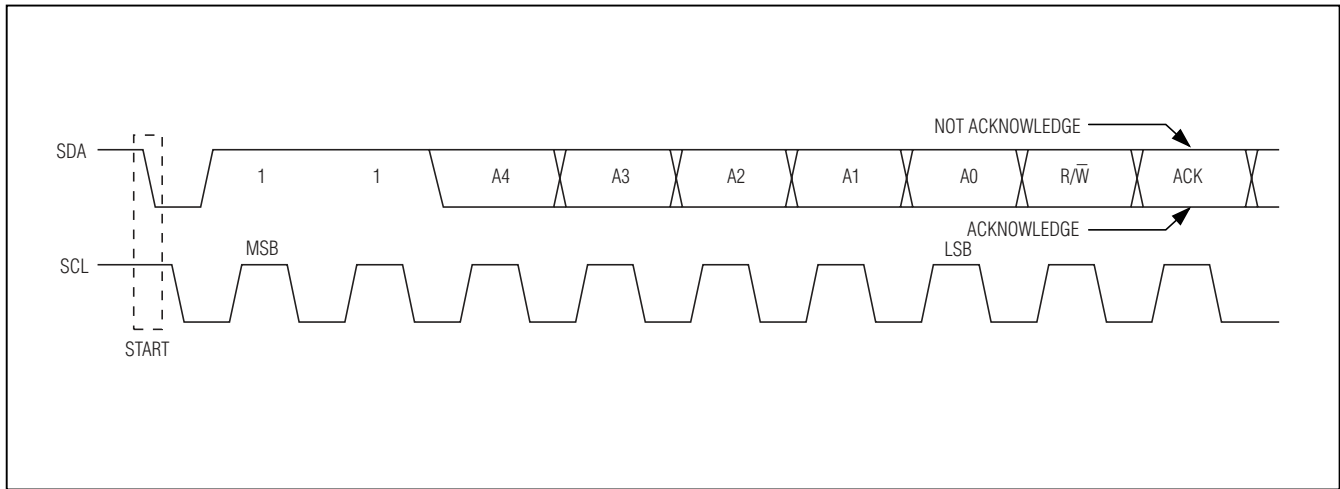 NOT ACKNOWLEDGE
SDA
1 1 A4 A3 A2 A1 A0 R/W̅ ACK
ACKNOWLEDGE
MSB LSB
SCL
START